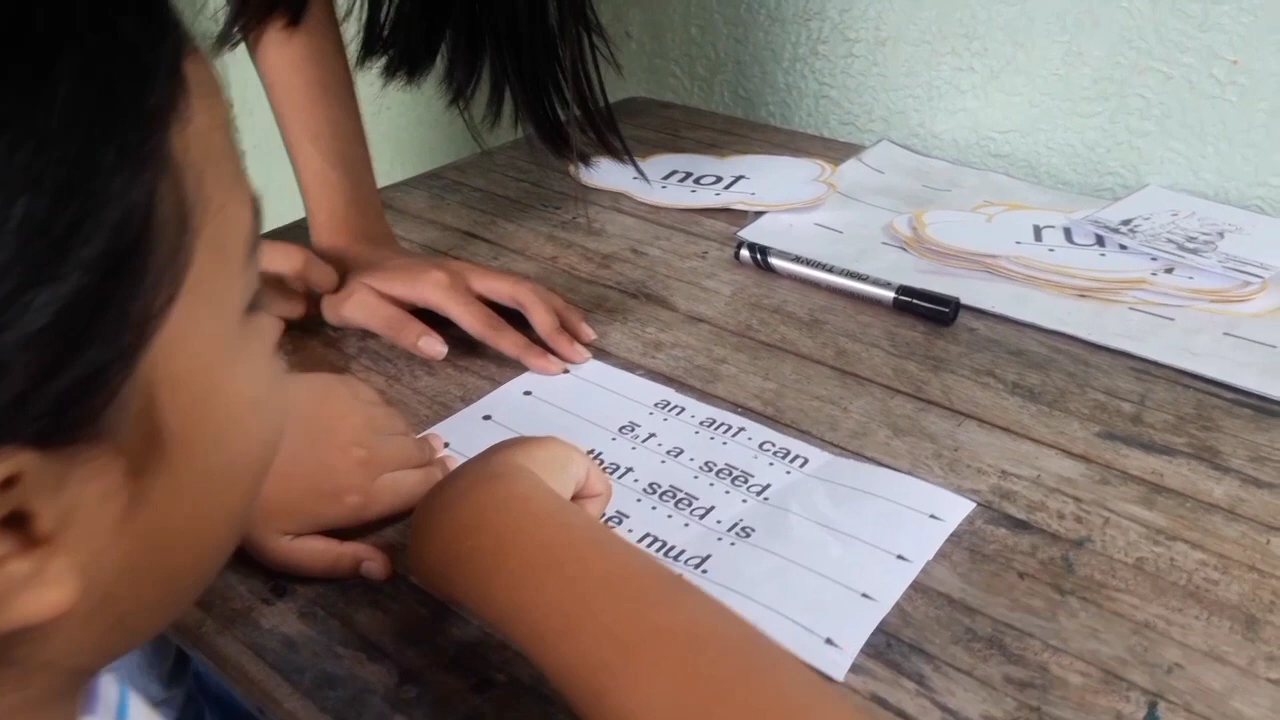 not
an · ant · can
ēat · a · sēēd.
that · sēēd · is
mud.